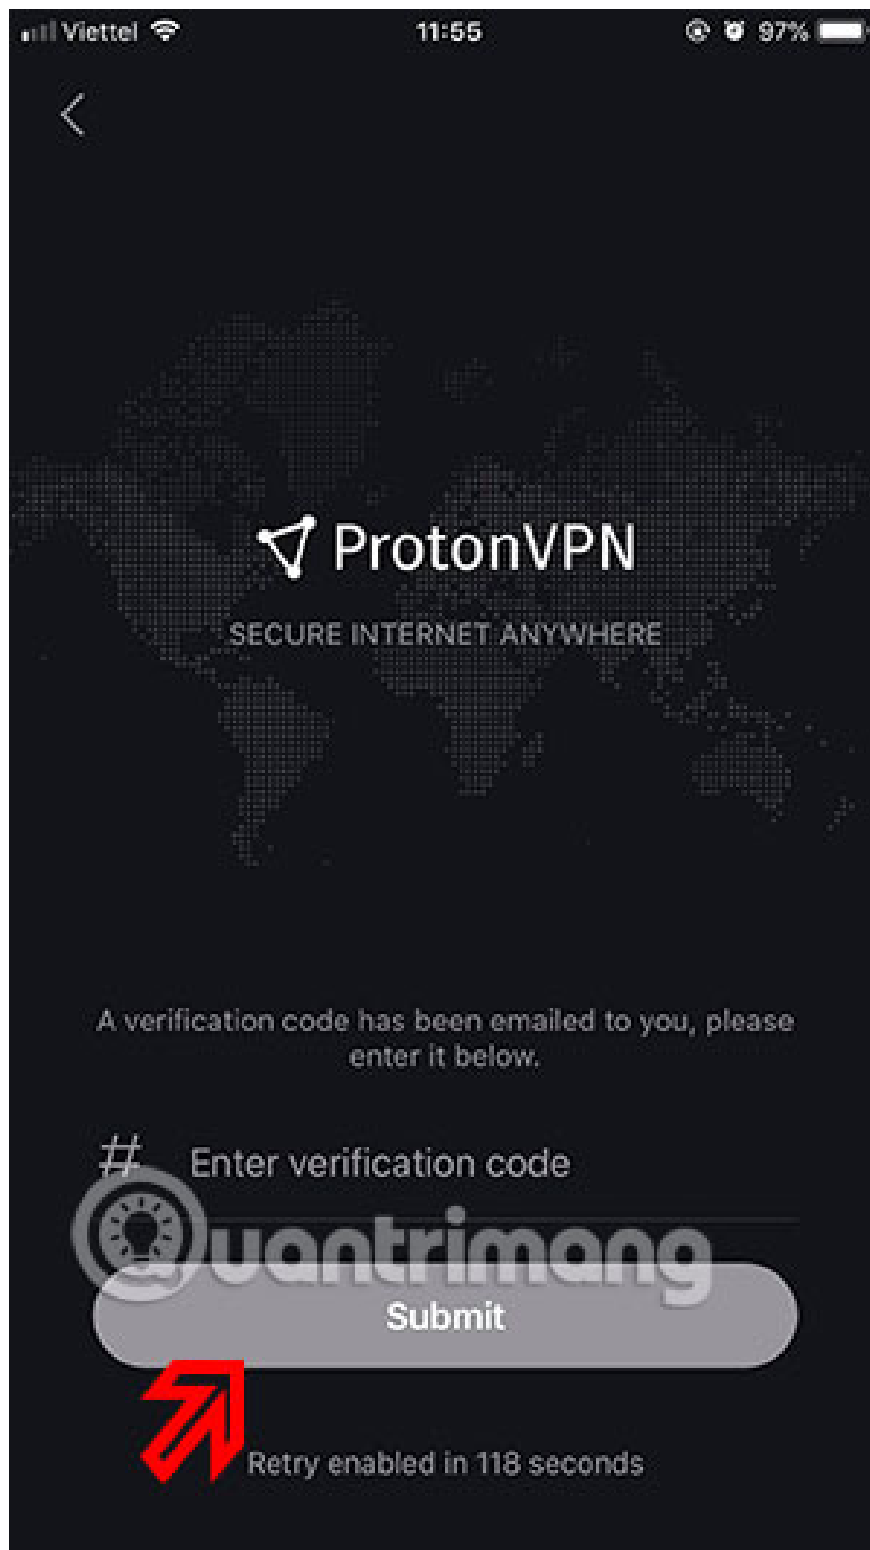 Viettel 11:55 97%
ProtonVPN
SECURE INTERNET ANYWHERE
A verification code has been emailed to you, please
enter it below.
# Enter verification code
Quantrimang
Submit
Retry enabled in 118 seconds